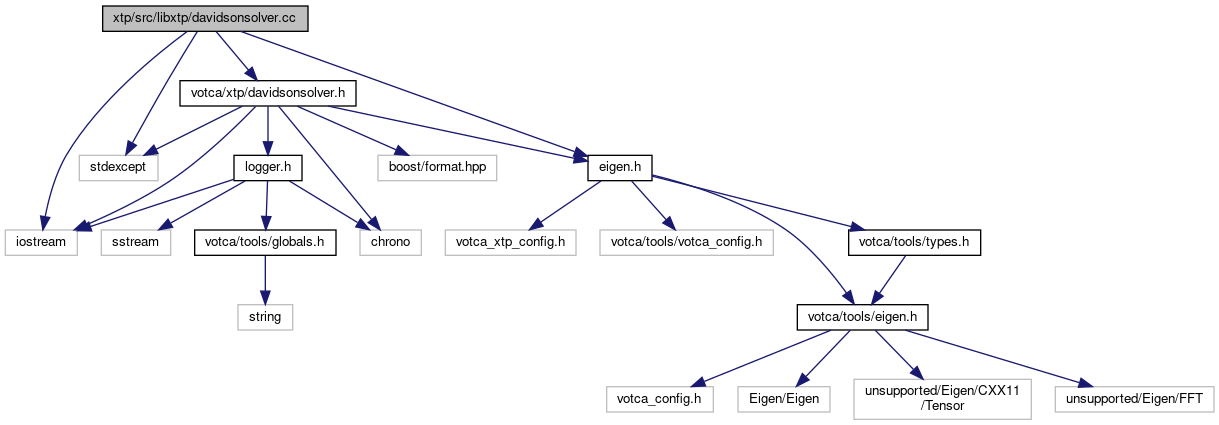 xtp/src/libxtp/davidsonsolver.cc
votca/xtp/davidsonsolver.h
stdexcept
logger.h
boost/format.hpp
eigen.h
iostream
sstream
votca/tools/globals.h
chrono
votca_xtp_config.h
votca/tools/votca_config.h
votca/tools/types.h
string
votca/tools/eigen.h
votca_config.h
Eigen/Eigen
unsupported/Eigen/CXX11
/Tensor
unsupported/Eigen/FFT